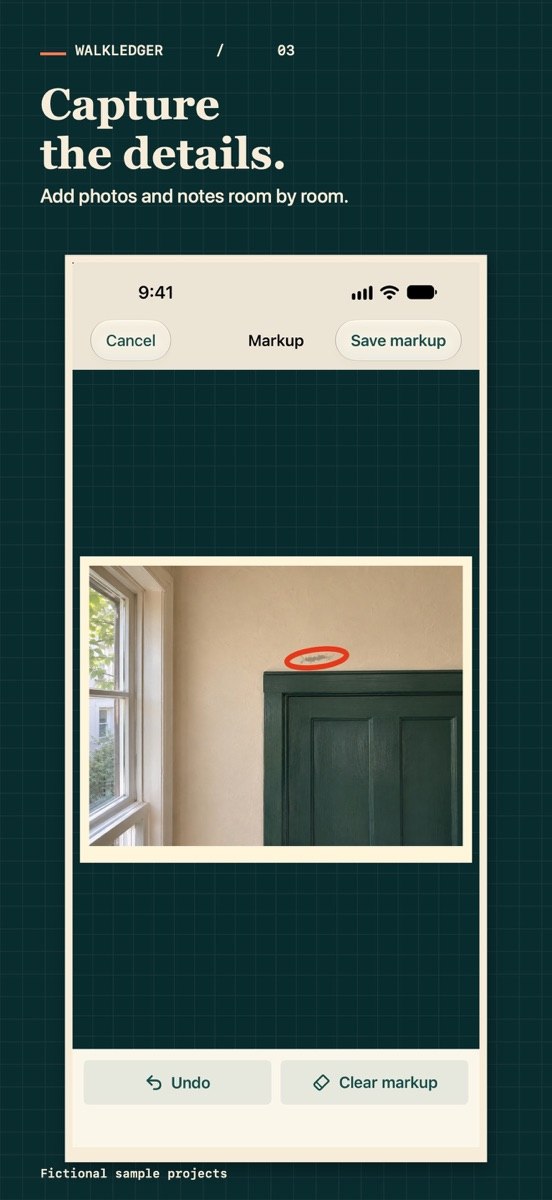 WALKLEDGER / 03
Capture
the details.
Add photos and notes room by room.
9:41
Cancel Markup Save markup
Undo Clear markup
Fictional sample projects